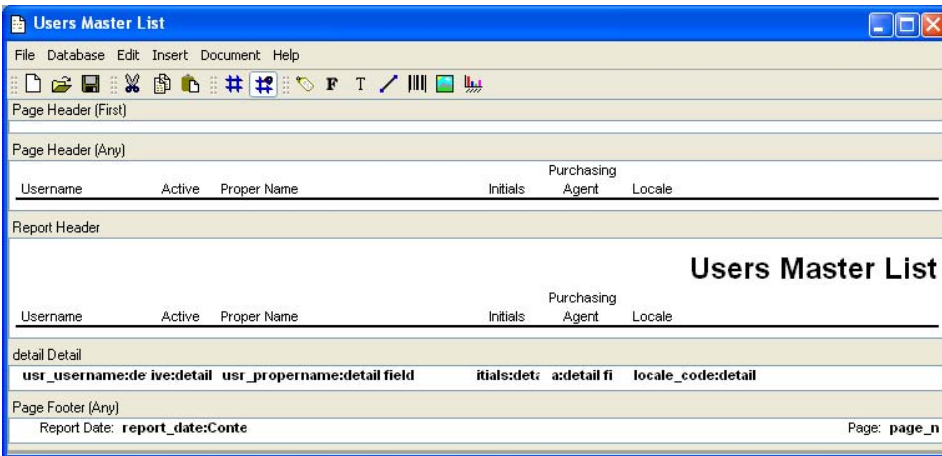 Users Master List
File Database Edit Insert Document Help
F T
Page Header (First)
Page Header (Any)
Purchasing
Username Active Proper Name Initials Agent Locale
Report Header
Users Master List
Purchasing
Username Active Proper Name Initials Agent Locale
detail Detail
usr_username:de ive:detail usr_propername:detail field itials:deta a:detail fi locale_code:detail
Page Footer (Any)
Report Date: report_date:Conte Page: page_n